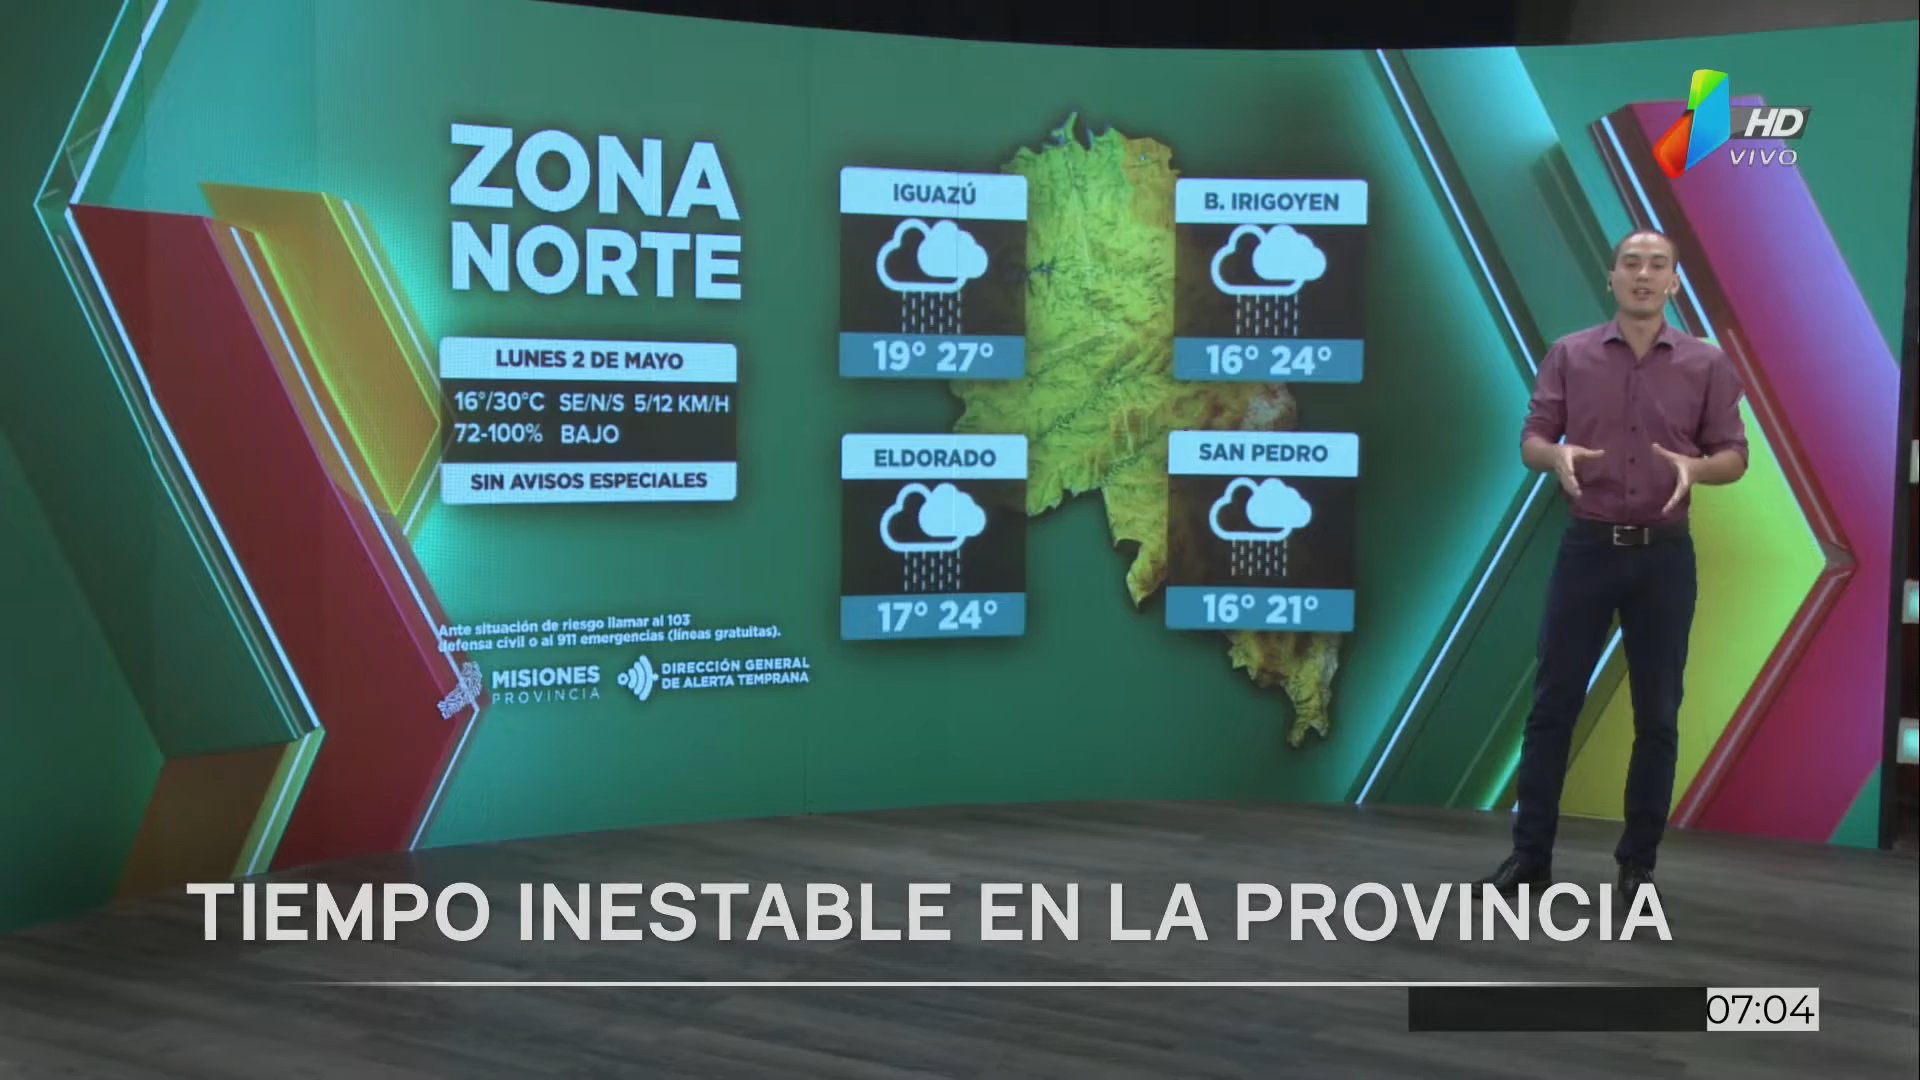 HD
VIVO
ZONA
NORTE
LUNES 2 DE MAYO
16°/30°C SE/N/S 5/12 KM/H
72-100% BAJO
SIN AVISOS ESPECIALES
IGUAZÚ
19° 27°
B. IRIGOYEN
16° 24°
ELDORADO
17° 24°
SAN PEDRO
16° 21°
Ante situación de riesgo llamar al 103
defensa civil o al 911 emergencias (líneas gratuitas).
MISIONES
PROVINCIA
DIRECCIÓN GENERAL
DE ALERTA TEMPRANA
TIEMPO INESTABLE EN LA PROVINCIA
07:04